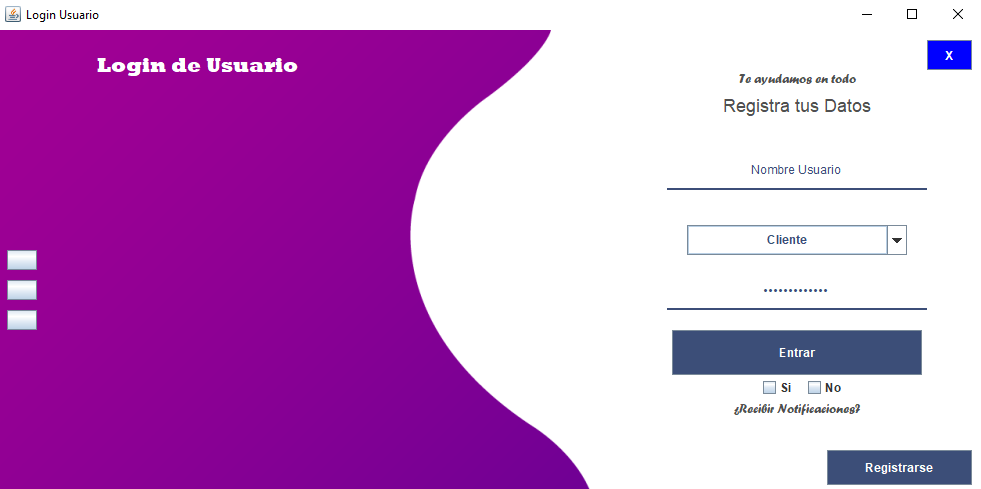 Login Usuario
Login de Usuario
X
Te ayudamos en todo
Registra tus Datos
Nombre Usuario
Cliente
•••••••••••••
Entrar
Si No
¿Recibir Notificaciones?
Registrarse